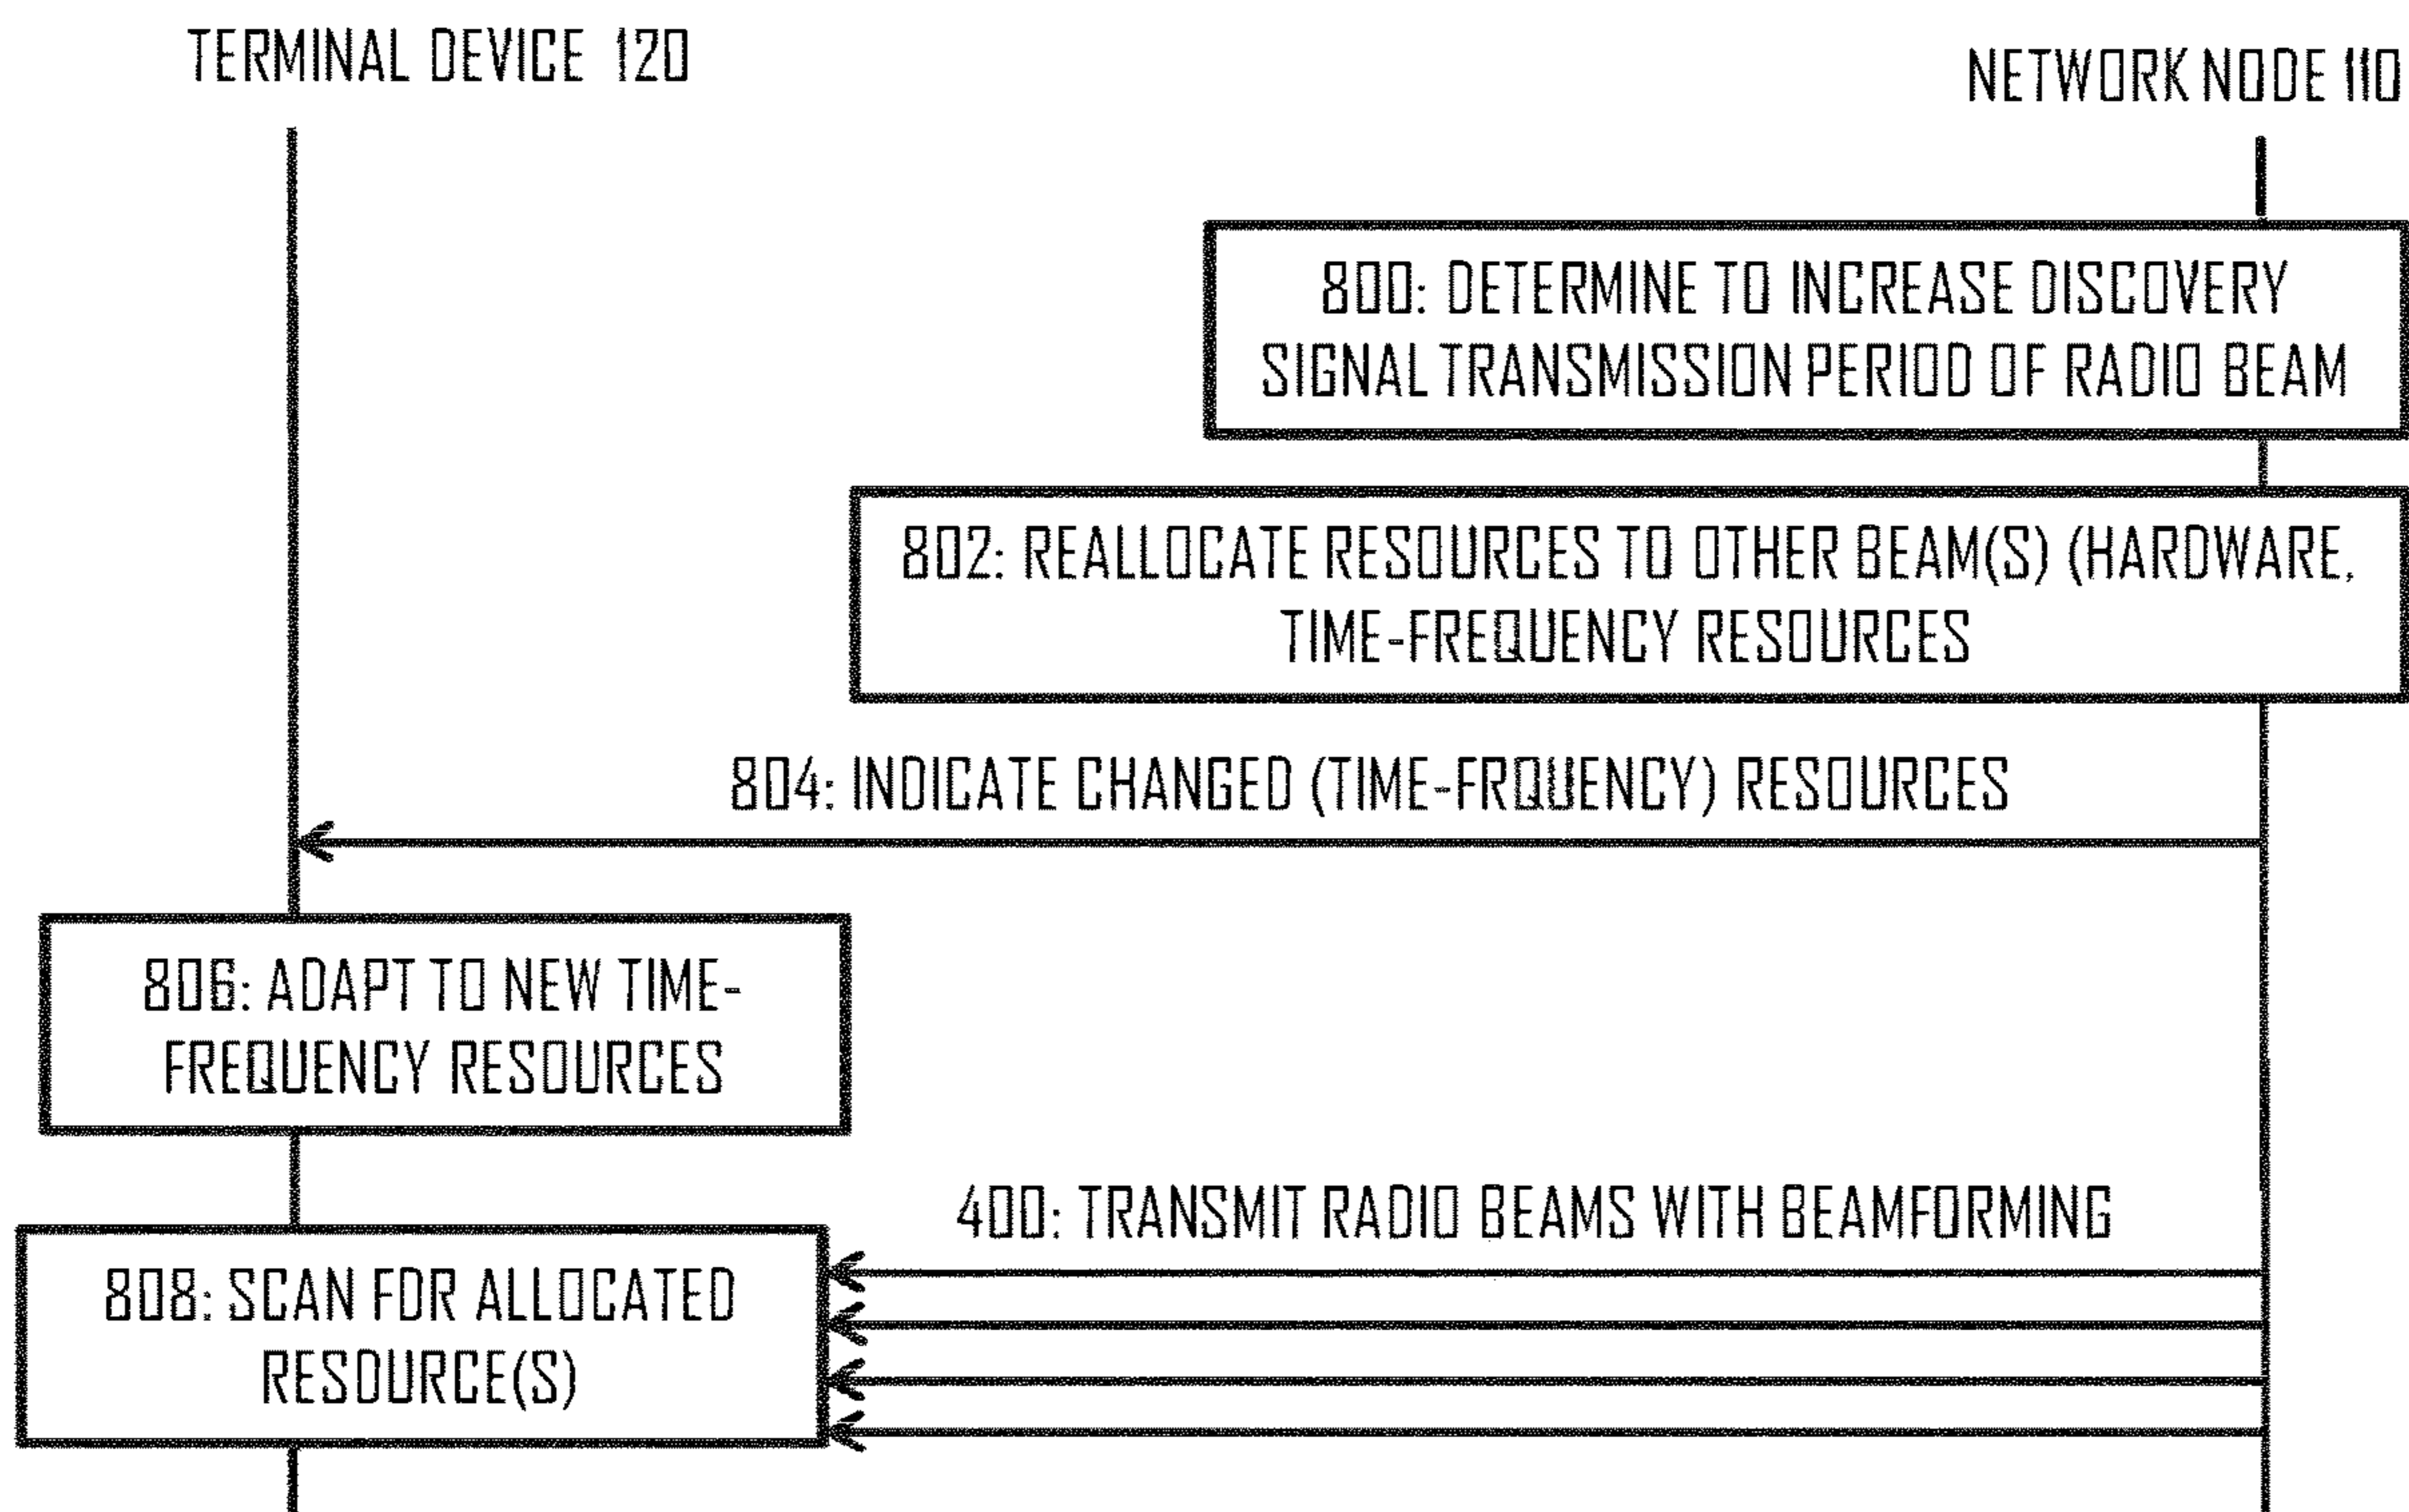 TERMINAL DEVICE 120
NETWORK NODE 110
800: DETERMINE TO INCREASE DISCOVERY
SIGNAL TRANSMISSION PERIOD OF RADIO BEAM
802: REALLOCATE RESOURCES TO OTHER BEAM(S) (HARDWARE,
TIME-FREQUENCY RESOURCES
804: INDICATE CHANGED (TIME-FRQUENCY) RESOURCES
806: ADAPT TO NEW TIME-
FREQUENCY RESOURCES
400: TRANSMIT RADIO BEAMS WITH BEAMFORMING
808: SCAN FOR ALLOCATED
RESOURCE(S)